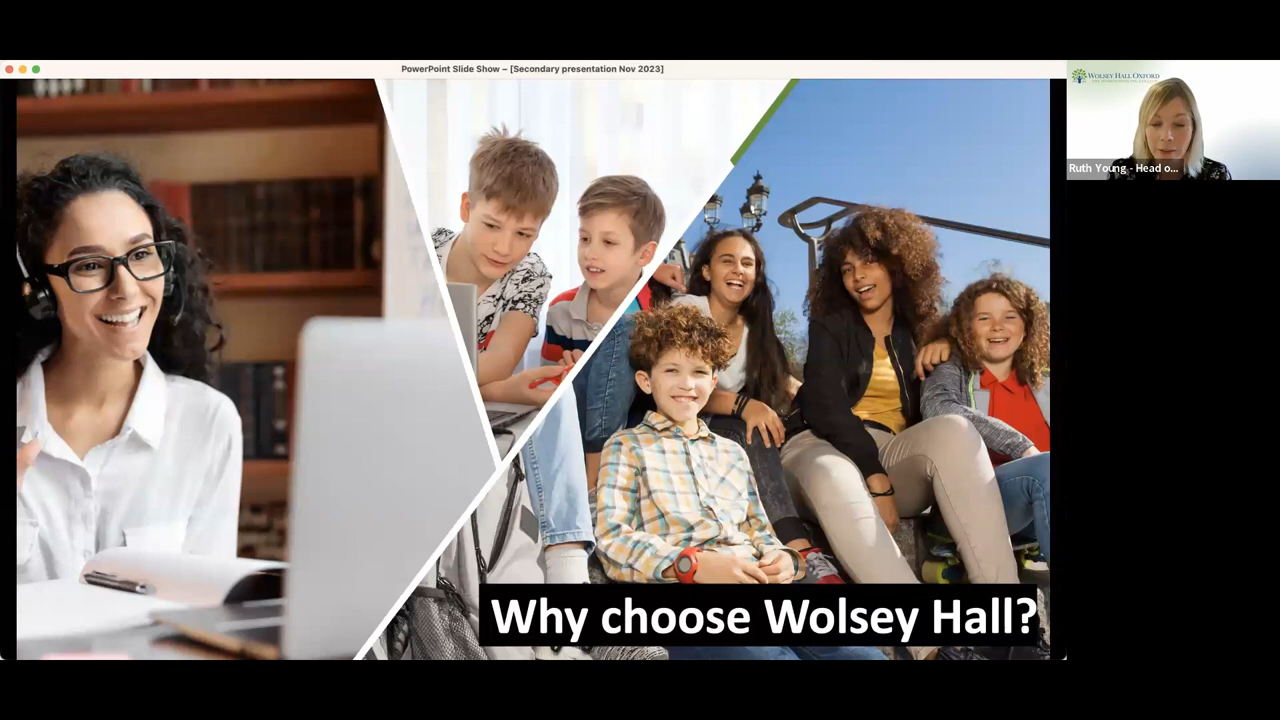 PowerPoint Slide Show – [Secondary presentation Nov 2023]
WOLSEY HALL OXFORD
Ruth Young - Head o...
Why choose Wolsey Hall?